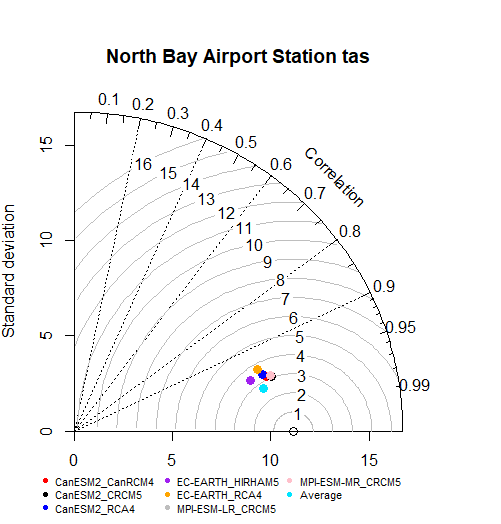 North Bay Airport Station tas
0.1 0.2 0.3 0.4 0.5 0.6 0.7 0.8 0.9 0.95 0.99
Correlation
Standard deviation
15
10
5
0
16
15
14
13
12
11
10
9
8
7
6
5
4
3
2
1
0 5 10 15
CanESM2_CanRCM4 EC-EARTH_HIRHAM5 MPI-ESM-MR_CRCM5
CanESM2_CRCM5 EC-EARTH_RCA4 Average
CanESM2_RCA4 MPI-ESM-LR_CRCM5